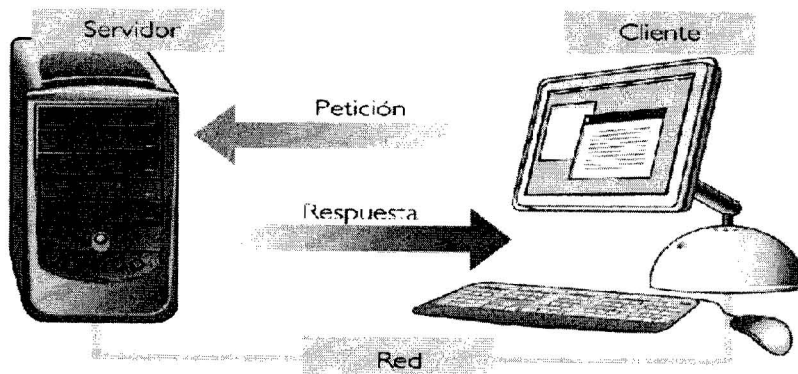 Servidor
Cliente
Petición
Respuesta
Red